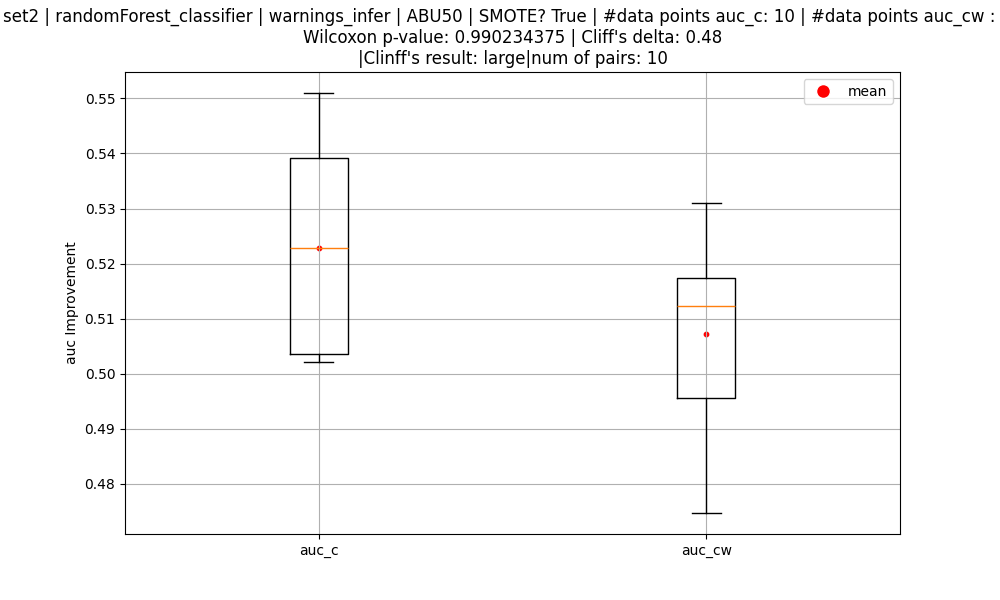 set2 | randomForest_classifier | warnings_infer | ABU50 | SMOTE? True | #data points auc_c: 10 | #data points auc_cw :
Wilcoxon p-value: 0.990234375 | Cliff's delta: 0.48
|Clinff's result: large|num of pairs: 10
mean
0.55
0.54
0.53
0.52
0.51
0.50
0.49
0.48
auc Improvement
auc_c
auc_cw